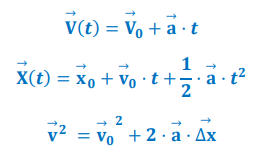 V⃗(t) = V⃗₀ + a⃗ · t
X⃗(t) = x⃗₀ + v⃗₀ · t + 1/2 · a⃗ · t²
v⃗² = v⃗₀² + 2 · a⃗ · Δx⃗